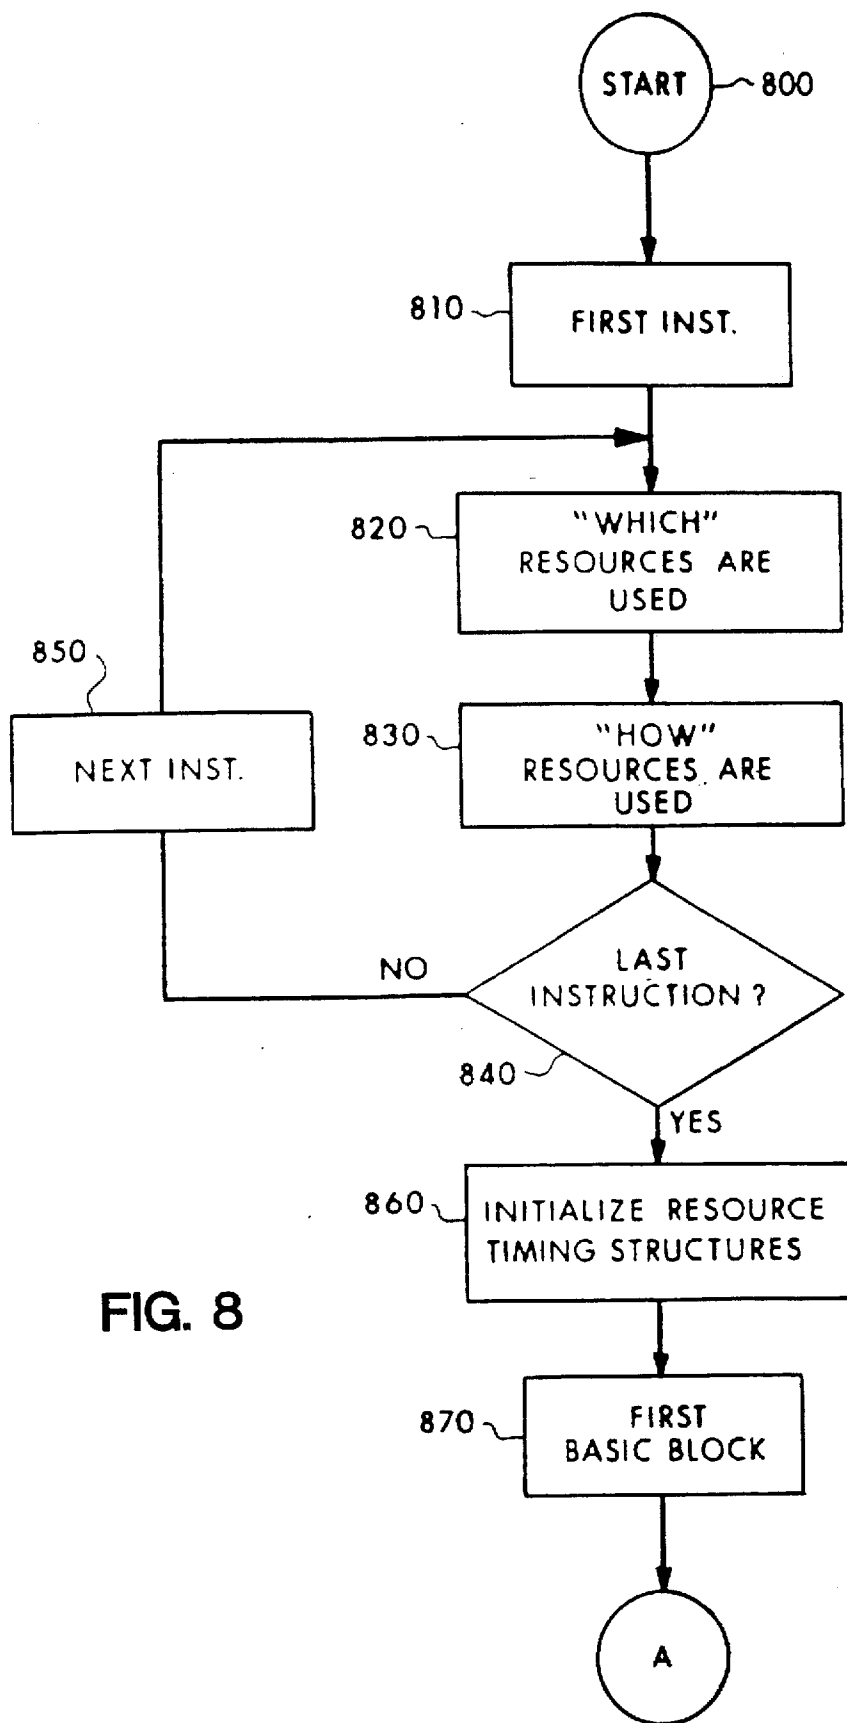 START
800
810
FIRST INST.
820
"WHICH"
RESOURCES ARE
USED
850
NEXT INST.
830
"HOW"
RESOURCES ARE
USED
NO
LAST
INSTRUCTION ?
840
YES
860
INITIALIZE RESOURCE
TIMING STRUCTURES
FIG. 8
870
FIRST
BASIC BLOCK
A